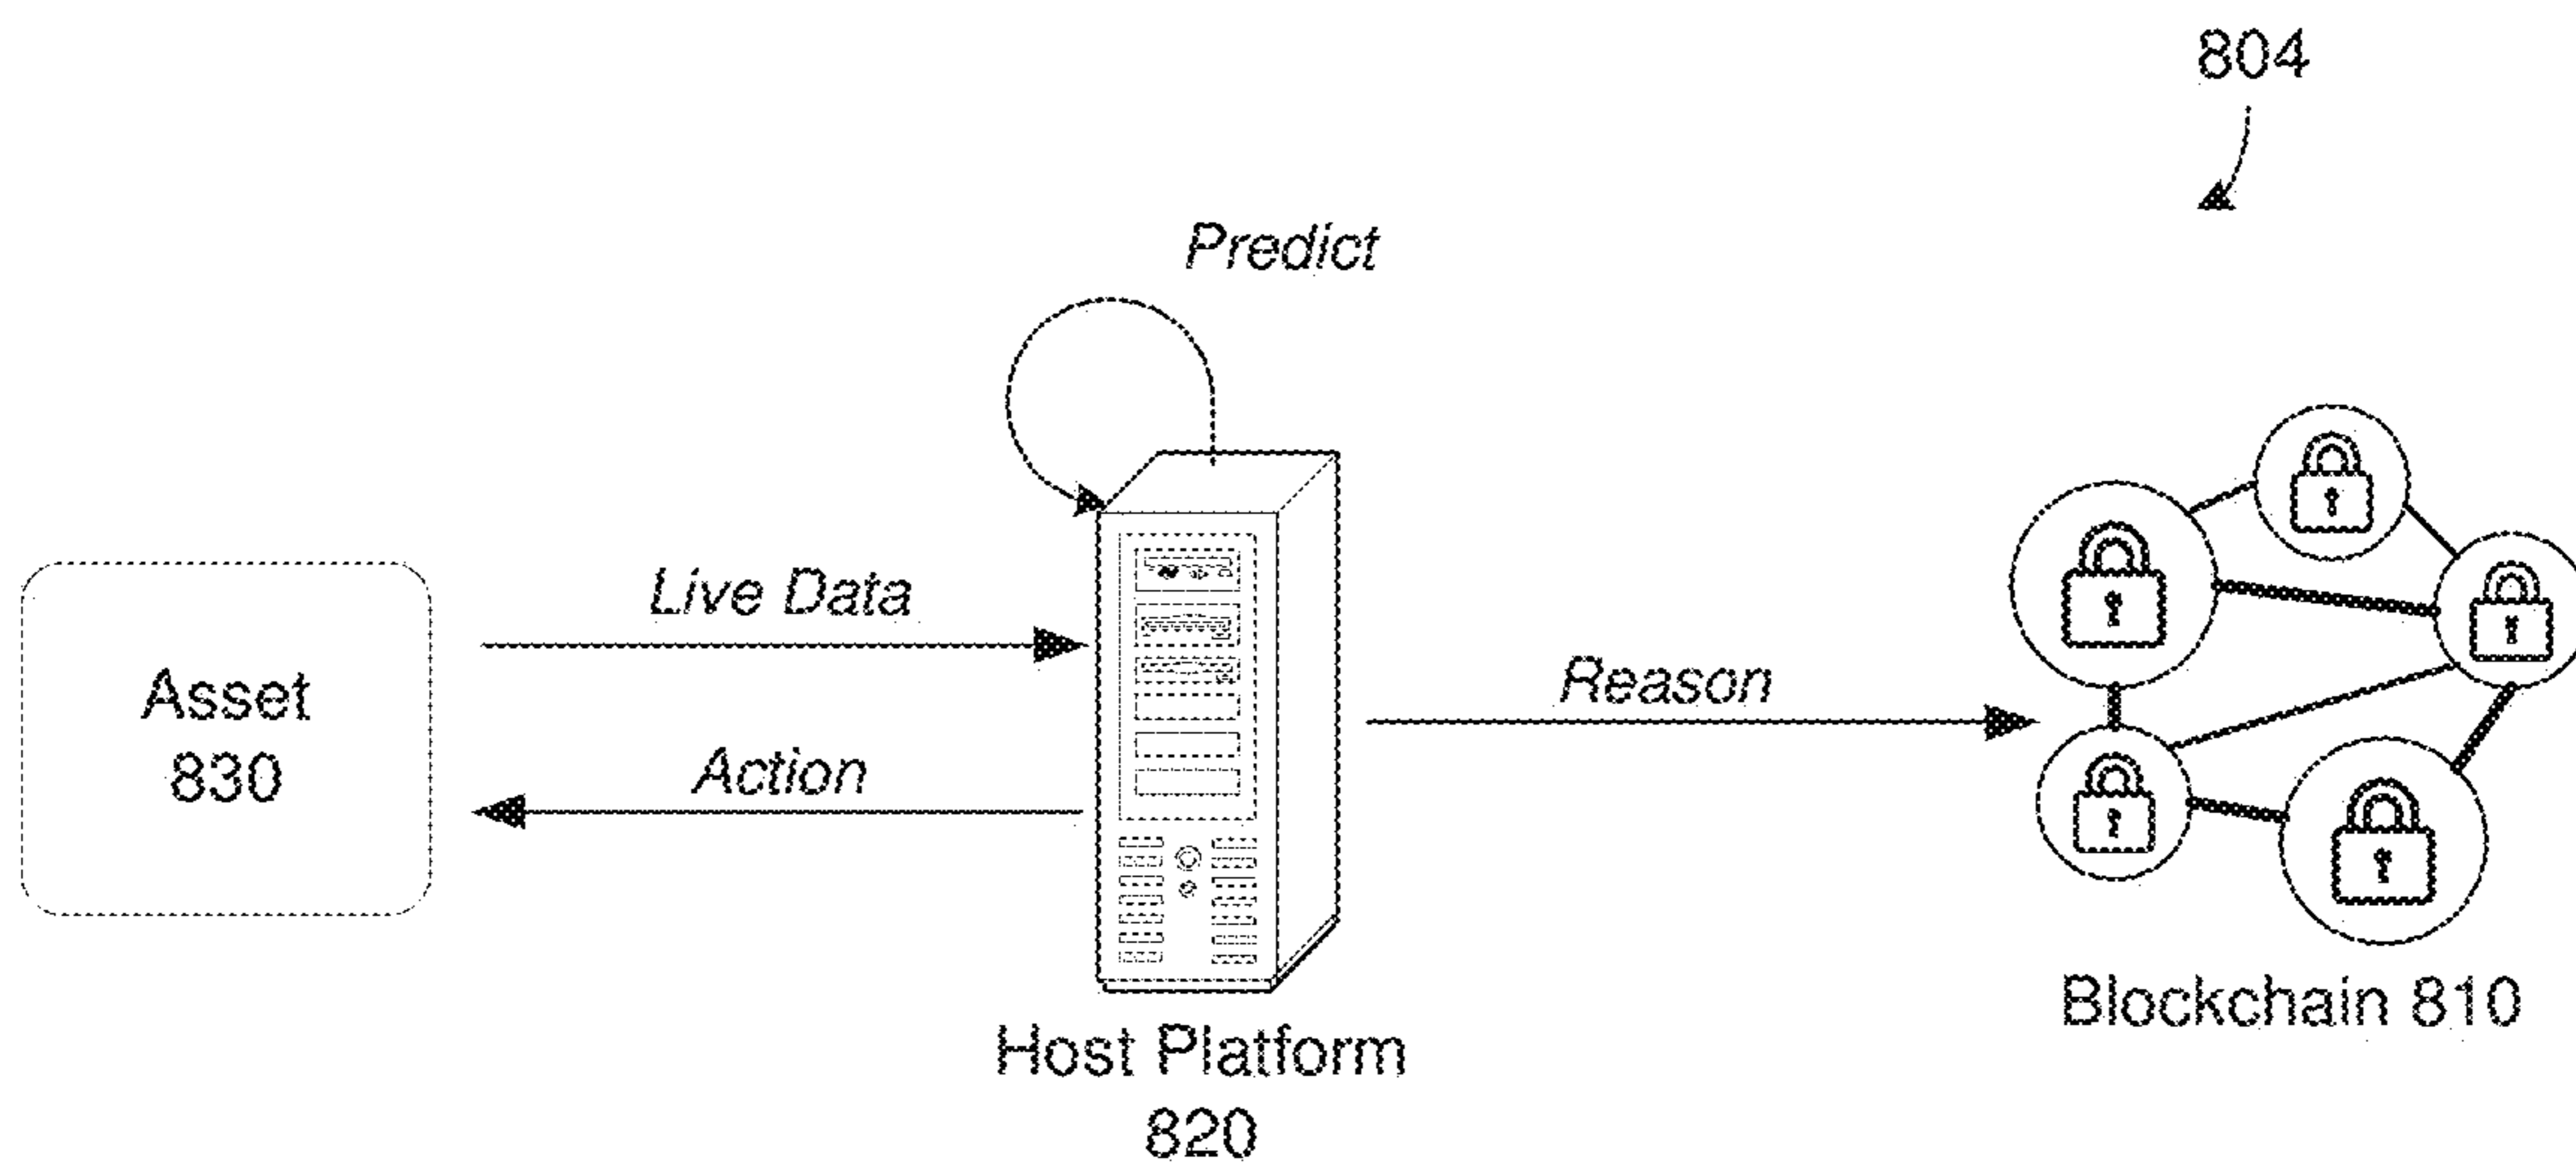 804
Predict
Live Data
Asset
830
Action
Reason
Host Platform
820
Blockchain 810